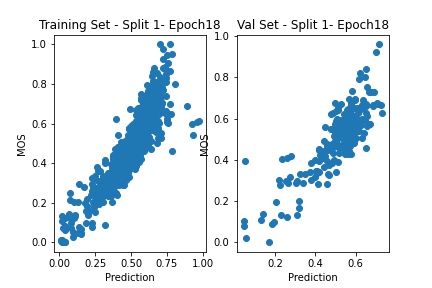 Training Set - Split 1- Epoch18
Val Set - Split 1- Epoch18
MOS
1.0
0.8
0.6
0.4
0.2
0.0
0.00 0.25 0.50 0.75 1.00
Prediction
MOS
1.0
0.8
0.6
0.4
0.2
0.0
0.2 0.4 0.6
Prediction